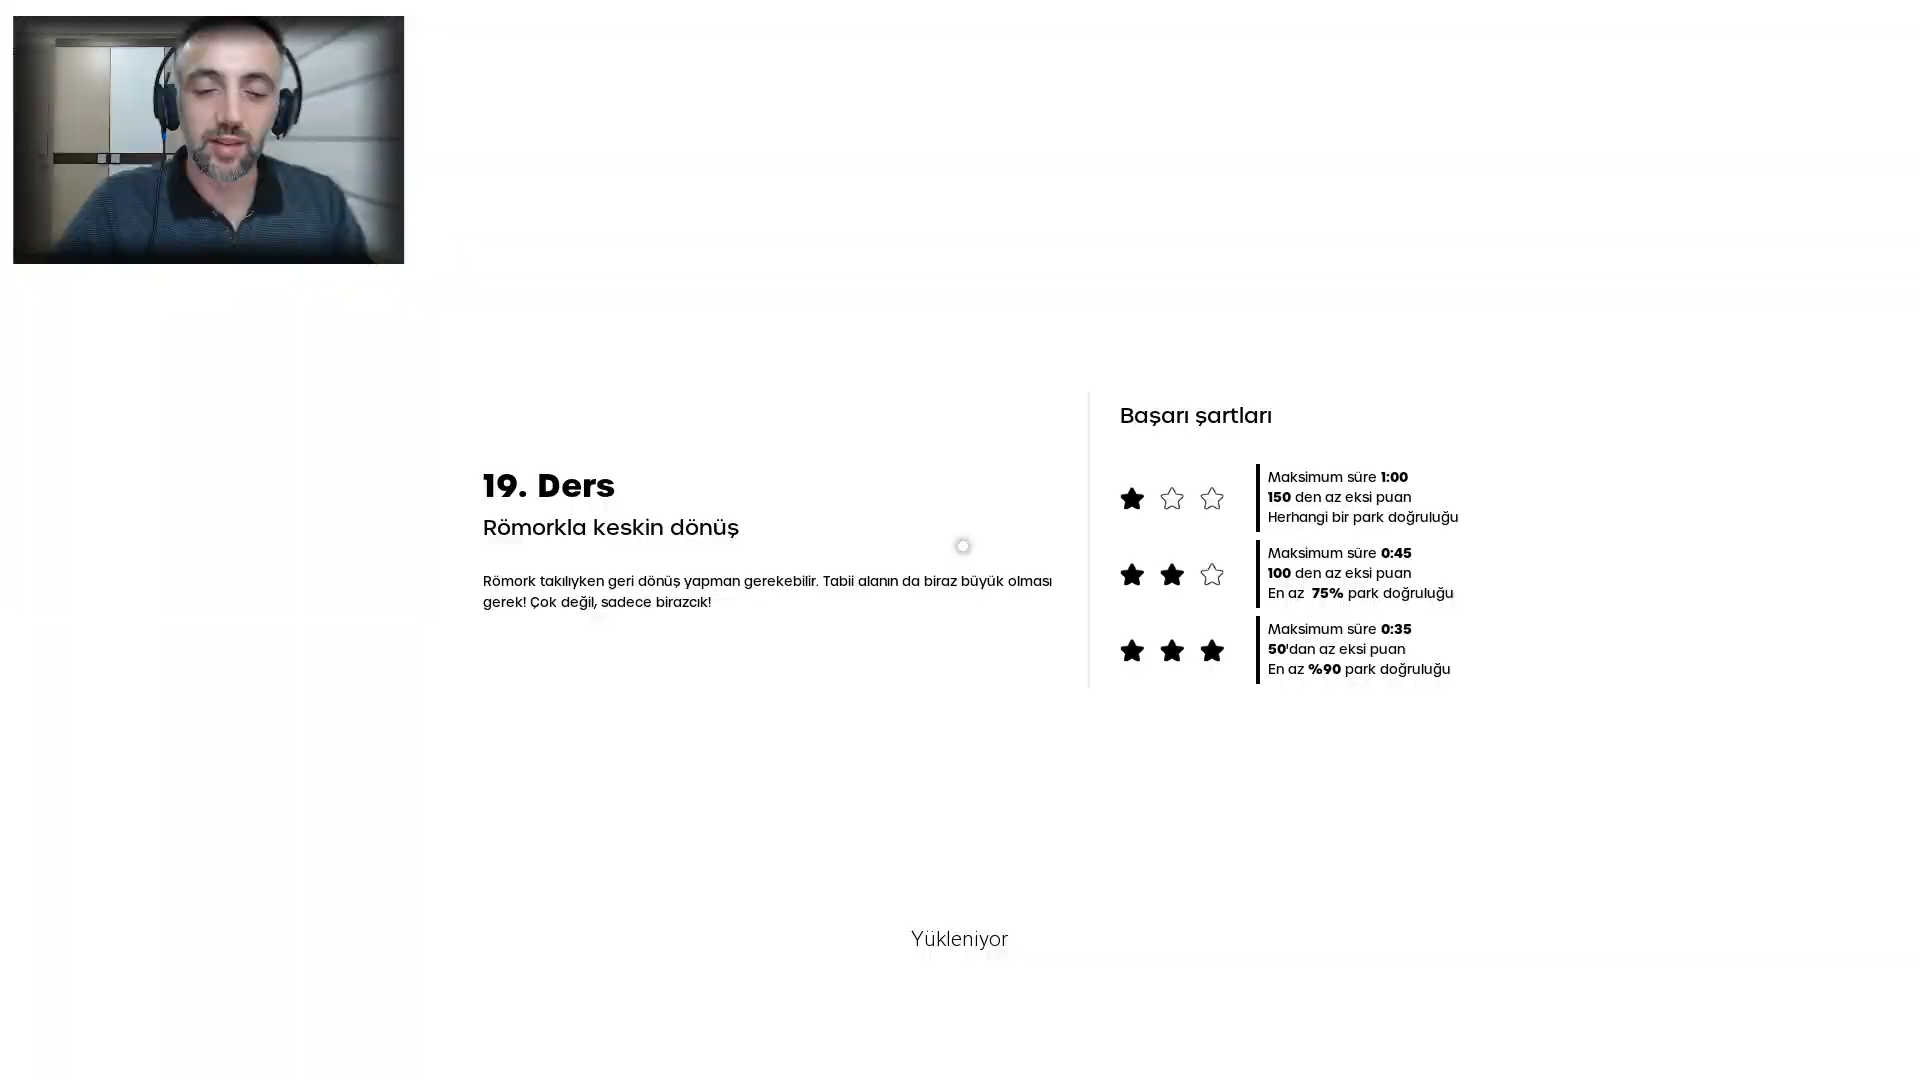 19. Ders
Römorkla keskin dönüş
Römork takılıyken geri dönüş yapman gerekebilir. Tabii alanın da biraz büyük olması
gerek! Çok değil, sadece birazcık!
Başarı şartları
Maksimum süre 1:00
150 den az eksi puan
Herhangi bir park doğruluğu
Maksimum süre 0:45
100 den az eksi puan
En az  75% park doğruluğu
Maksimum süre 0:35
50'dan az eksi puan
En az %90 park doğruluğu
Yükleniyor